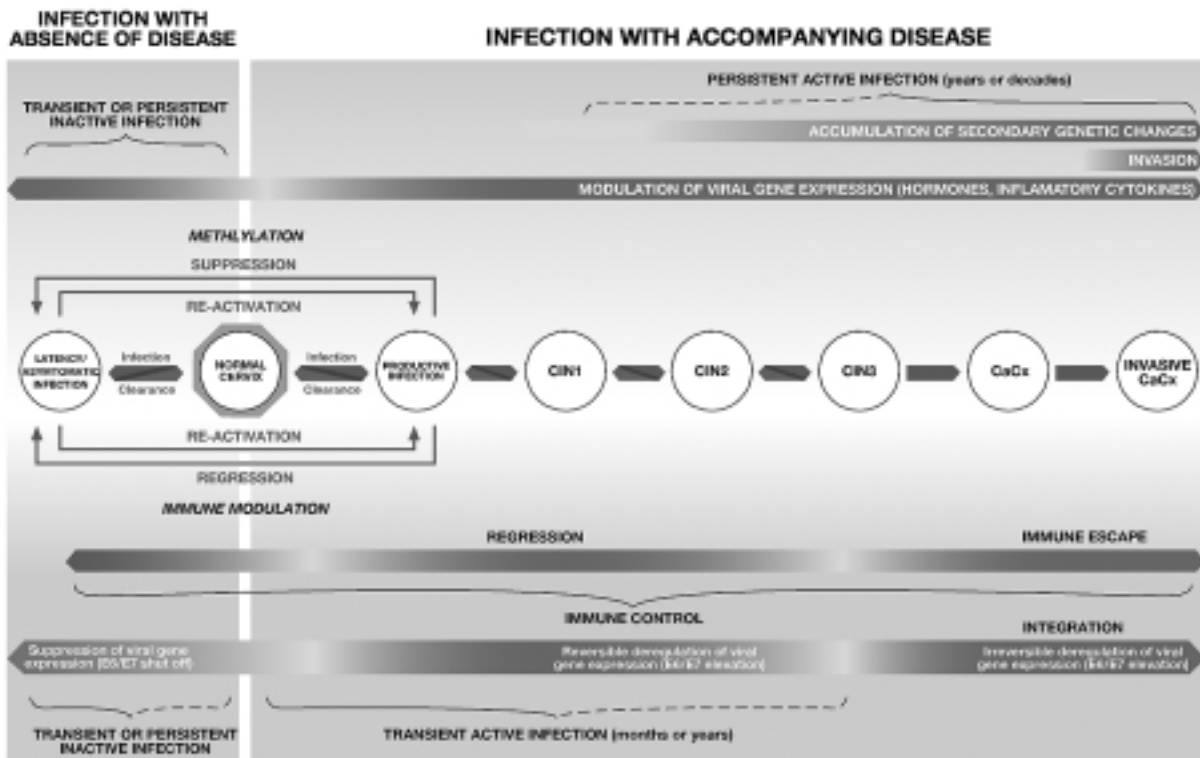 INFECTION WITH
ABSENCE OF DISEASE
INFECTION WITH ACCOMPANYING DISEASE
PERSISTENT ACTIVE INFECTION (years or decades)
TRANSIENT OR PERSISTENT
INACTIVE INFECTION
ACCUMULATION OF SECONDARY GENETIC CHANGES
INVASION
MODULATION OF VIRAL GENE EXPRESSION (HORMONES, INFLAMATORY CYTOKINES)
METHLYLATION
SUPPRESSION
RE-ACTIVATION
LATENCY/
INFECTION
Infection
Clearance
NORMAL
CERVIX
Infection
Clearance
PRODUCTIVE
INFECTION
CIN1
CIN2
CIN3
CaCx
INVASIVE
CaCx
RE-ACTIVATION
REGRESSION
IMMUNE MODULATION
REGRESSION
IMMUNE ESCAPE
IMMUNE CONTROL
INTEGRATION
Suppression of viral gene
expression shut off)
Reversible deregulation of viral
gene expression (E6/E7 elevation)
Irreversible deregulation of viral
gene expression (E6/E7 elevation)
TRANSIENT OR PERSISTENT
INACTIVE INFECTION
TRANSIENT ACTIVE INFECTION (months or years)